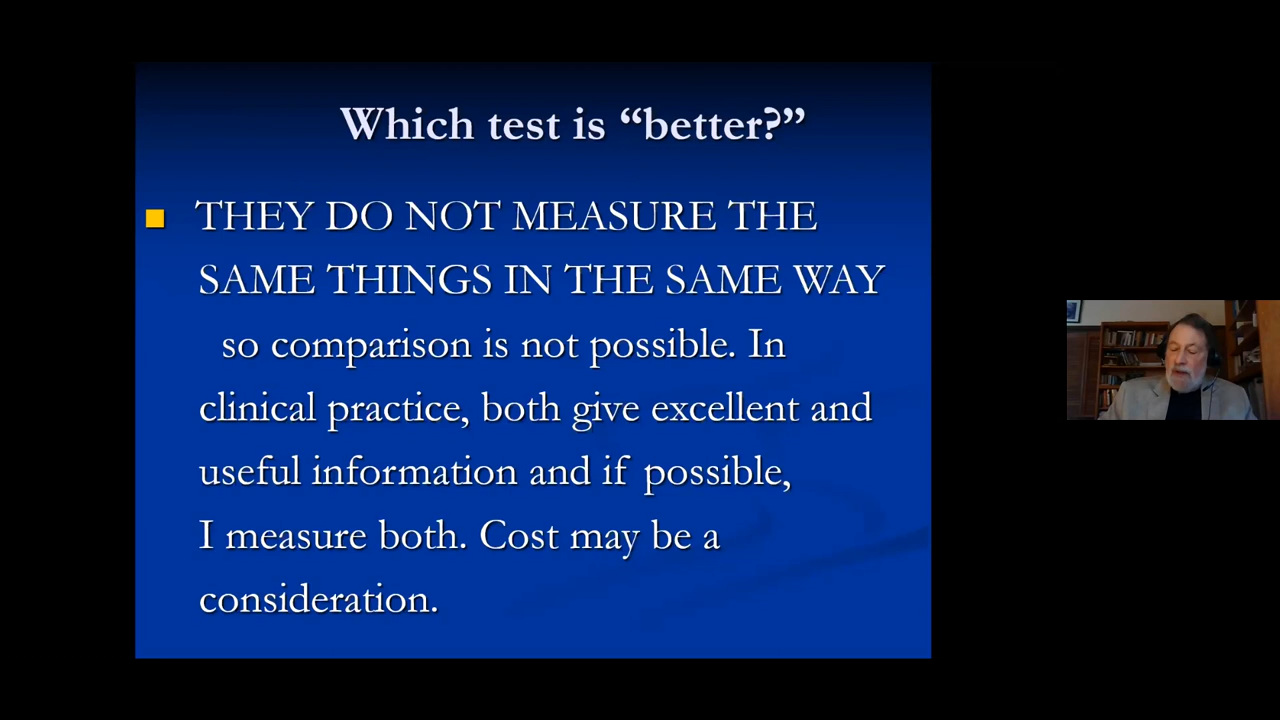 Which test is “better?”
THEY DO NOT MEASURE THE
SAME THINGS IN THE SAME WAY
so comparison is not possible. In
clinical practice, both give excellent and
useful information and if possible,
I measure both. Cost may be a
consideration.